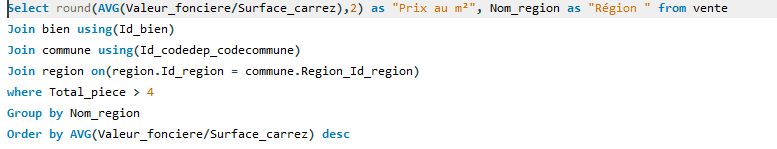 Select round(AVG(Valeur_fonciere/Surface_carrez),2) as "Prix au m²", Nom_region as "Région " from vente
Join bien using(Id_bien)
Join commune using(Id_codedep_codecommune)
Join region on(region.Id_region = commune.Region_Id_region)
where Total_piece > 4
Group by Nom_region
Order by AVG(Valeur_fonciere/Surface_carrez) desc